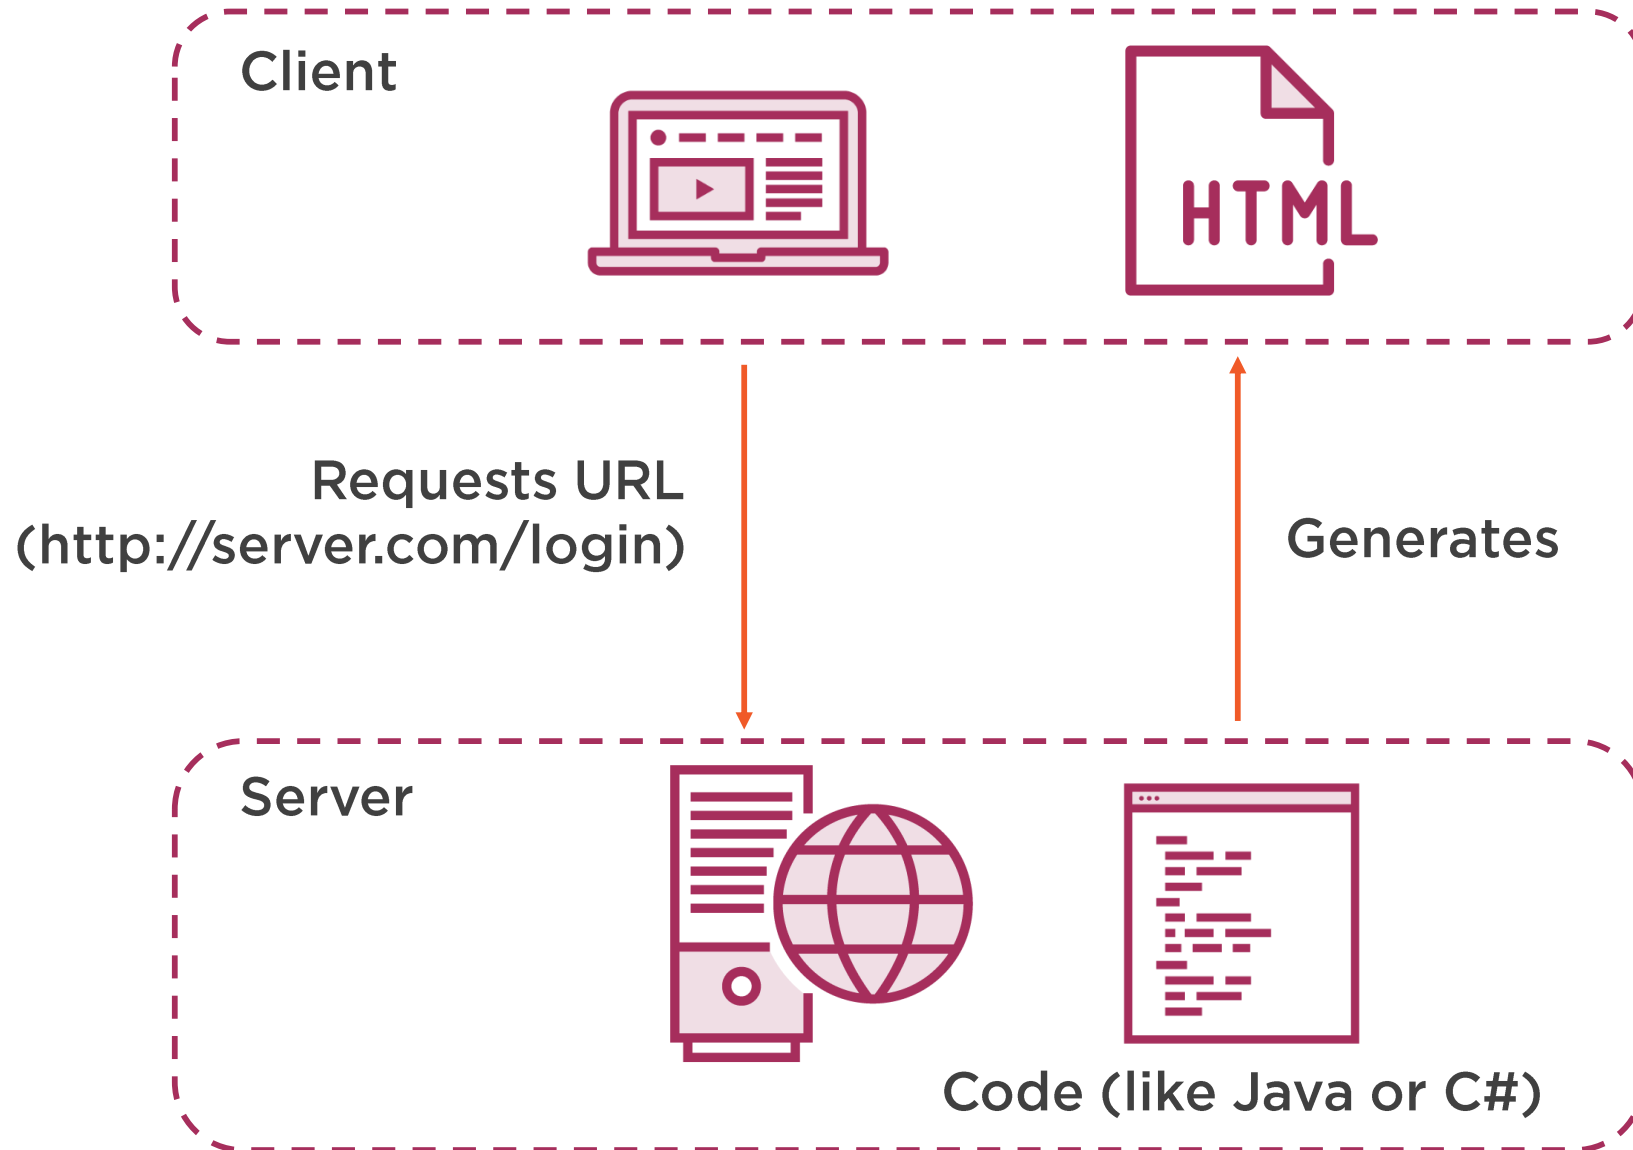 Client
HTML
Requests URL
(http://server.com/login)
Generates
Server
Code (like Java or C#)